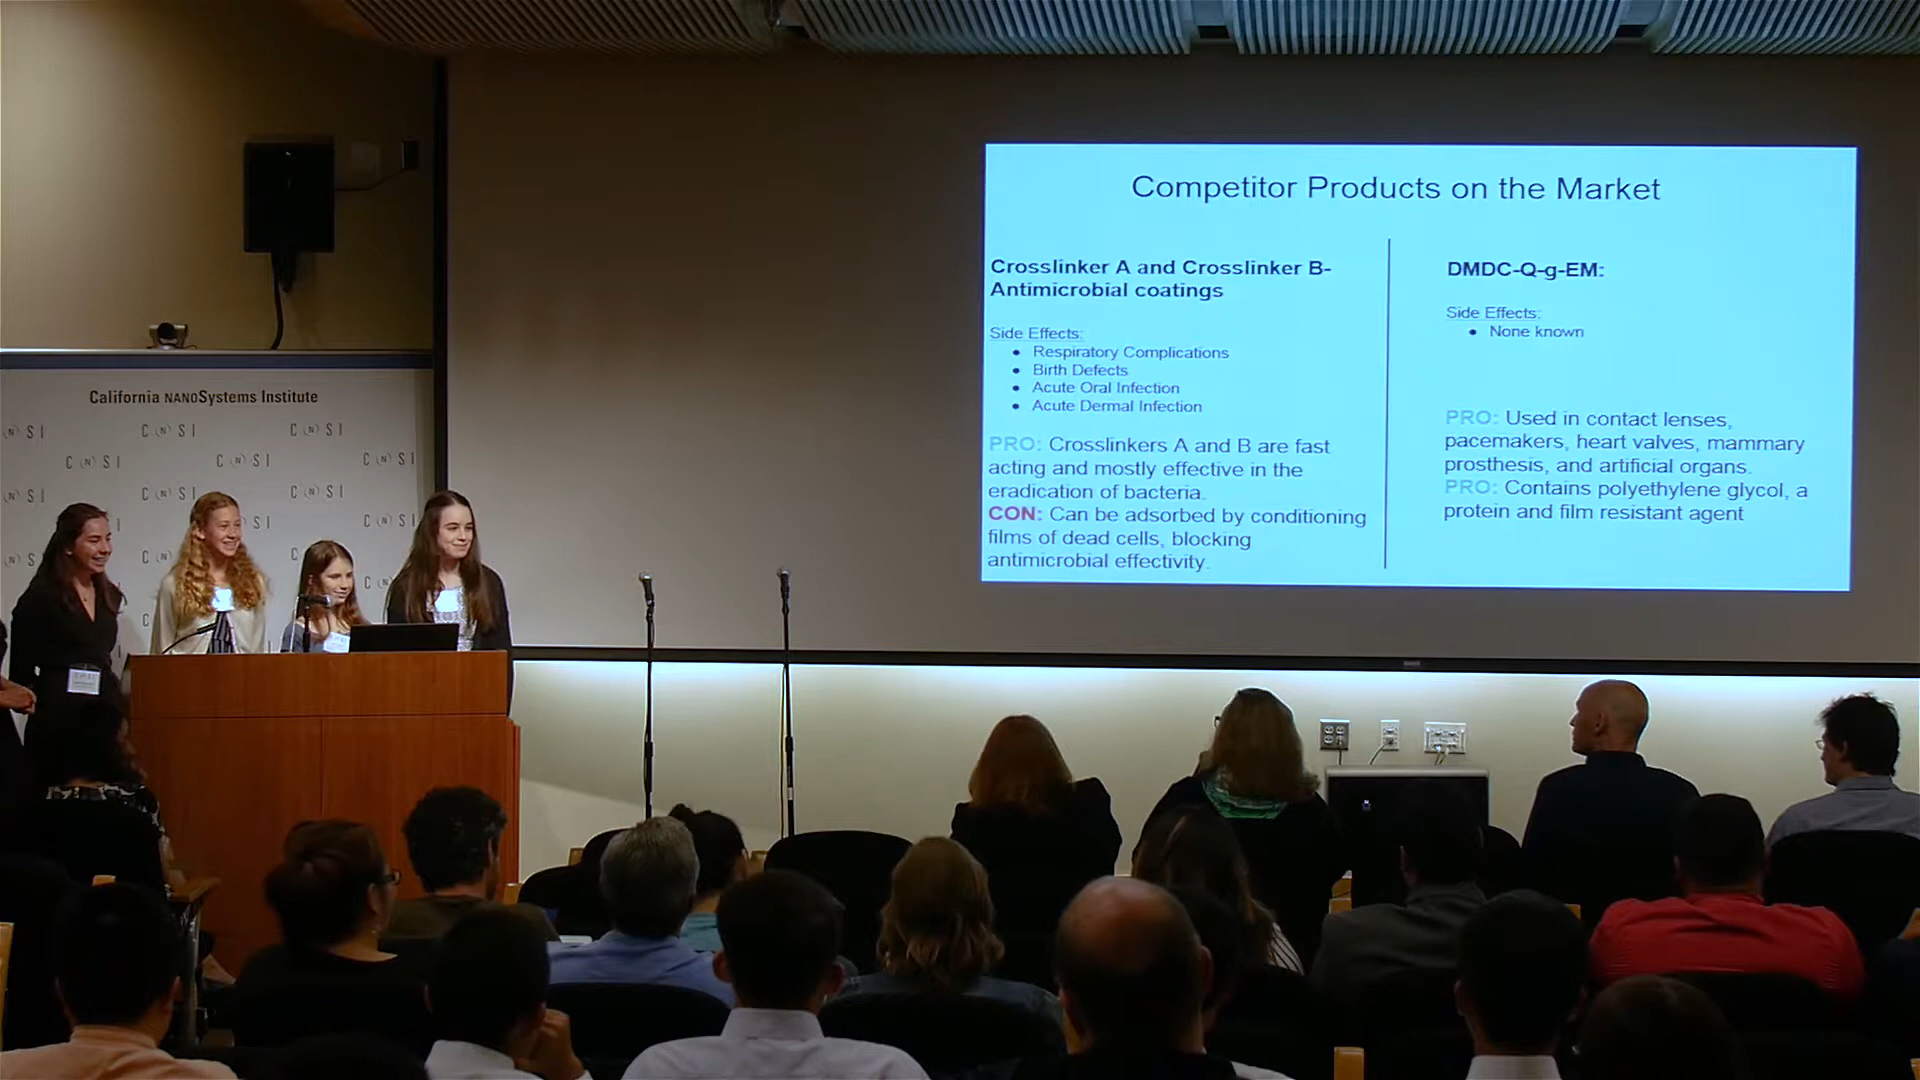 Competitor Products on the Market
Crosslinker A and Crosslinker B-
Antimicrobial coatings
Side Effects:
• Respiratory Complications
• Birth Defects
• Acute Oral Infection
• Acute Dermal Infection
PRO: Crosslinkers A and B are fast
acting and mostly effective in the
eradication of bacteria.
CON: Can be adsorbed by conditioning
films of dead cells, blocking
antimicrobial effectivity.
DMDC-Q-g-EM:
Side Effects:
• None known
PRO: Used in contact lenses,
pacemakers, heart valves, mammary
prosthesis, and artificial organs.
PRO: Contains polyethylene glycol, a
protein and film resistant agent
California NANOSystems Institute
(N) S I C (N) S I C (N) S I
C (N) S I C (N) S I C (N) S I
(N) S I C (N) S I C (N) S I
S I C (N) S I
(N) S C
C (N)
C